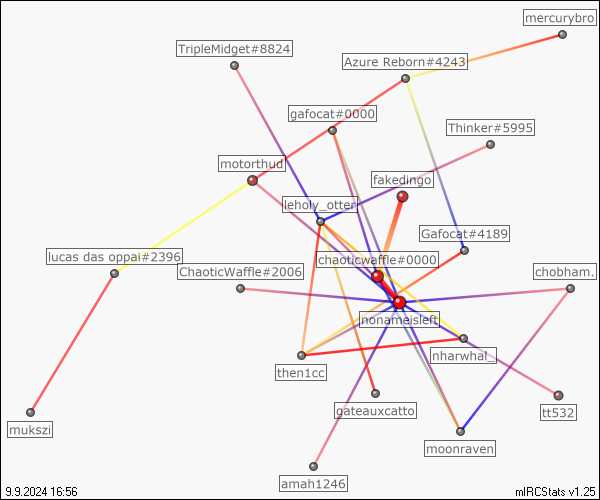 mercurybro
TripleMidget#8824
Azure Reborn#4243
gafocat#0000
Thinker#5995
motorthud
fakedingo
leholy_otter
Gafocat#4189
lucas das oppai#2396
chaoticwaffle#0000
ChaoticWaffle#2006
chobham.
nonameisleft
nharwhal_
then1cc
gateauxcatto
tt532
mukszi
moonraven
amah1246
9.9.2024 16:56
mIRCStats v1.25